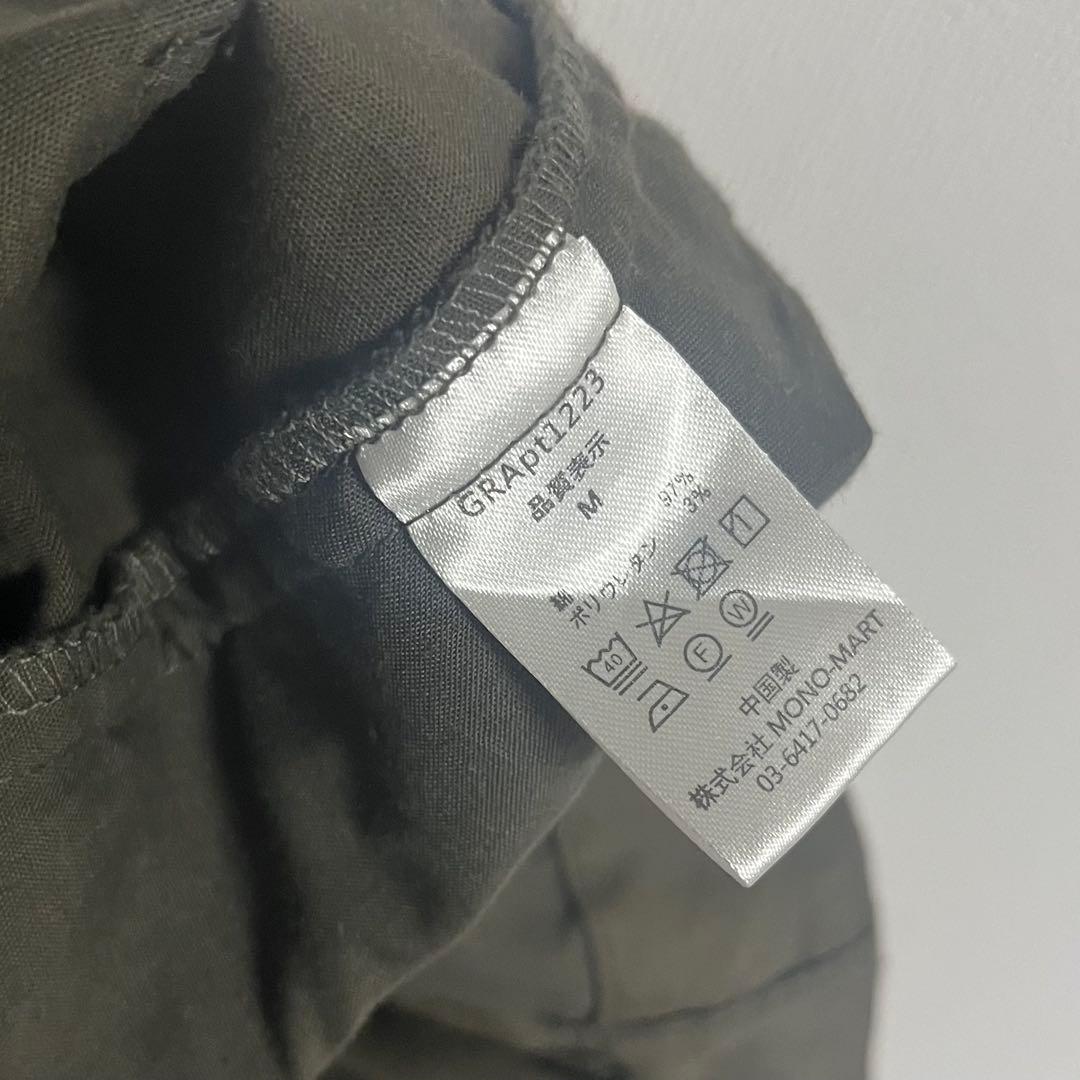 GRApt1223
品質表示
M
綿 97%
ポリウレタン 3%
40
F W
中国製
株式会社 MONO-MART
03-6417-0682